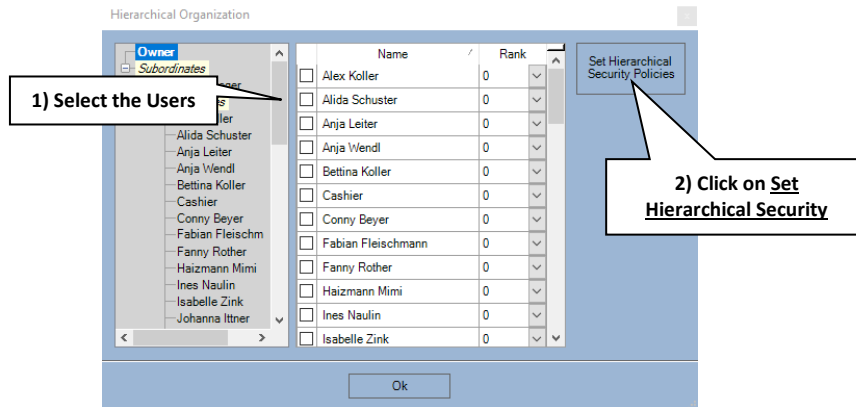 Hierarchical Organization
Owner
Subordinates
1) Select the Users
Alida Schuster
Anja Leiter
Anja Wendl
Bettina Koller
Cashier
Conny Beyer
Fabian Fleischm
Fanny Rother
Haizmann Mimi
Ines Naulin
Isabelle Zink
Johanna Ittner
Name Rank
Alex Koller 0
Alida Schuster 0
Anja Leiter 0
Anja Wendl 0
Bettina Koller 0
Cashier 0
Conny Beyer 0
Fabian Fleischmann 0
Fanny Rother 0
Haizmann Mimi 0
Ines Naulin 0
Isabelle Zink 0
Set Hierarchical
Security Policies
2) Click on Set
Hierarchical Security
Ok